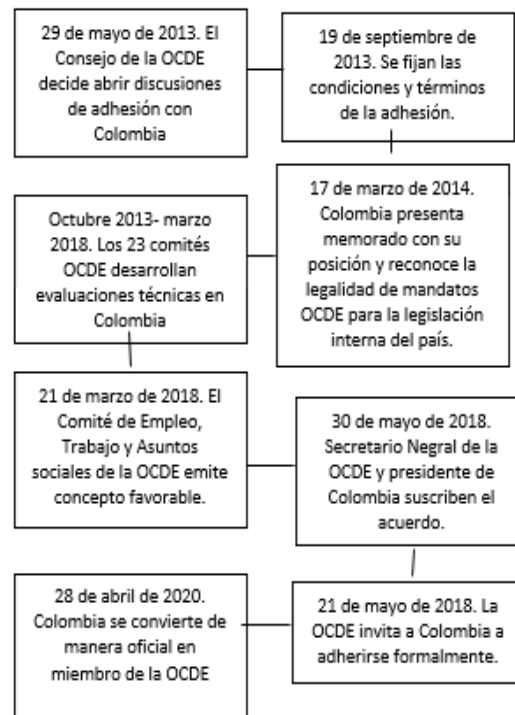 29 de mayo de 2013. El
Consejo de la OCDE
decide abrir discusiones
de adhesión con
Colombia
19 de septiembre de
2013. Se fijan las
condiciones y términos
de la adhesión.
17 de marzo de 2014.
Colombia presenta
memorado con su
posición y reconoce la
legalidad de mandatos
OCDE para la legislación
interna del país.
Octubre 2013- marzo
2018. Los 23 comités
OCDE desarrollan
evaluaciones técnicas en
Colombia
21 de marzo de 2018. El
Comité de Empleo,
Trabajo y Asuntos
sociales de la OCDE emite
concepto favorable.
30 de mayo de 2018.
Secretario Negral de la
OCDE y presidente de
Colombia suscriben el
acuerdo.
21 de mayo de 2018. La
OCDE invita a Colombia a
adherirse formalmente.
28 de abril de 2020.
Colombia se convierte de
manera oficial en
miembro de la OCDE